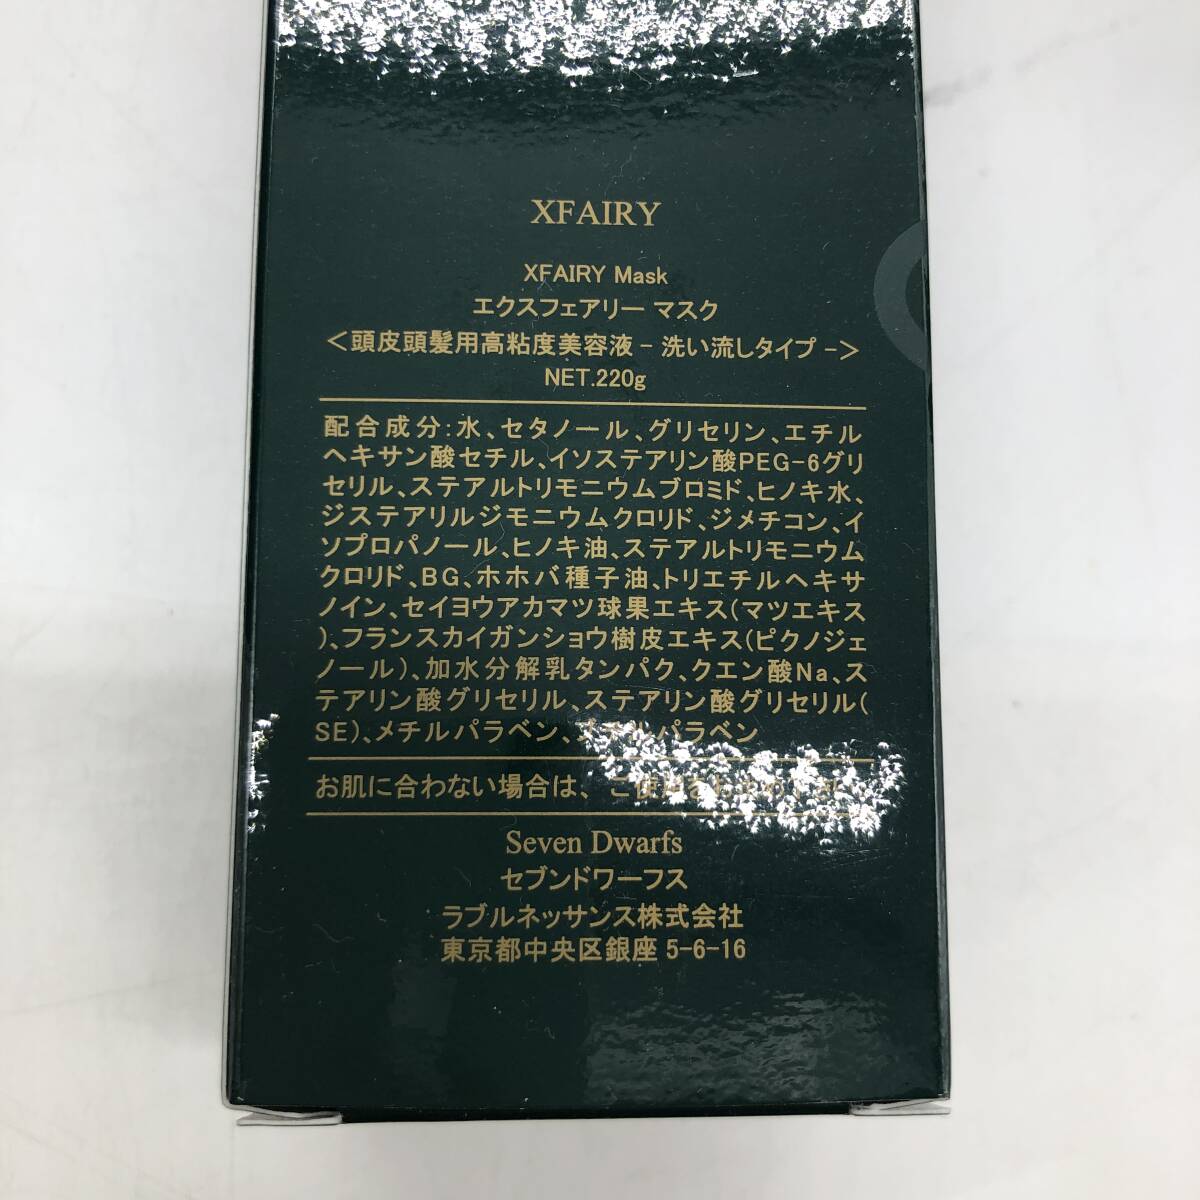 XFAIRY
XFAIRY Mask
エクスフェアリー マスク
＜頭皮頭髪用高粘度美容液 - 洗い流しタイプ -＞
NET.220g
配合成分:水、セタノール、グリセリン、エチル
ヘキサン酸セチル、イソステアリン酸PEG-6グリ
セリル、ステアルトリモニウムブロミド、ヒノキ水、
ジステアリルジモニウムクロリド、ジメチコン、イ
ソプロパノール、ヒノキ油、ステアルトリモニウム
クロリド、BG、ホホバ種子油、トリエチルヘキサ
ノイン、セイヨウアカマツ球果エキス(マツエキス
)、フランスカイガンショウ樹皮エキス(ピクノジェ
ノール)、加水分解乳タンパク、クエン酸Na、ス
テアリン酸グリセリル、ステアリン酸グリセリル(
SE)、メチルパラベン、
お肌に合わない場合は、
Seven Dwarfs
セブンドワーフス
ラブルネッサンス株式会社
東京都中央区銀座 5-6-16